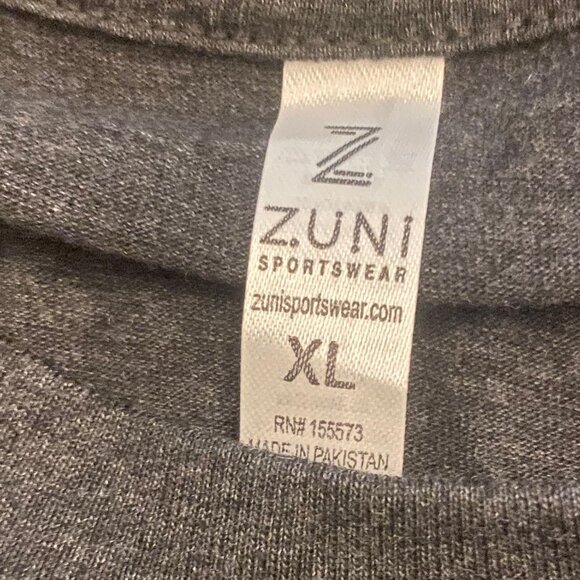 Z
ZUNI
SPORTSWEAR
zunisportswear.com
XL
RN# 155573
MADE IN PAKISTAN